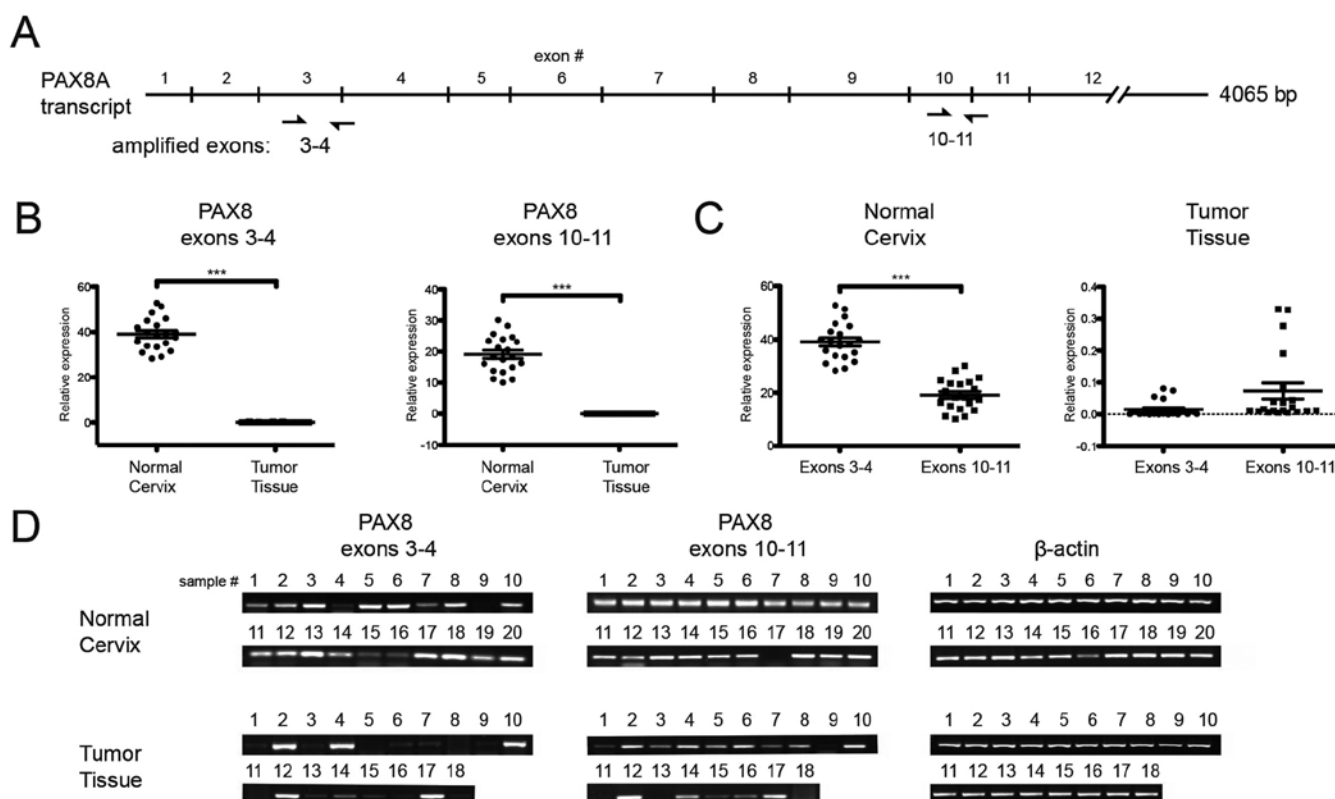 A
exon #
PAX8A
transcript
1 2 3 4 5 6 7 8 9 10 11 12
4065 bp
amplified exons: 3-4 10-11
B
PAX8
exons 3-4
***
Relative expression
60
40
20
0
Normal
Cervix
Tumor
Tissue
PAX8
exons 10-11
***
Relative expression
40
30
20
10
0
-10
Normal
Cervix
Tumor
Tissue
C
Normal
Cervix
***
Relative expression
60
40
20
0
Exons 3-4 Exons 10-11
Tumor
Tissue
Relative expression
0.4
0.3
0.2
0.1
0.0
-0.1
Exons 3-4 Exons 10-11
D
PAX8
exons 3-4
PAX8
exons 10-11
β-actin
Normal
Cervix
sample # 1 2 3 4 5 6 7 8 9 10
11 12 13 14 15 16 17 18 19 20
1 2 3 4 5 6 7 8 9 10
11 12 13 14 15 16 17 18 19 20
1 2 3 4 5 6 7 8 9 10
11 12 13 14 15 16 17 18 19 20
Tumor
Tissue
1 2 3 4 5 6 7 8 9 10
11 12 13 14 15 16 17 18
1 2 3 4 5 6 7 8 9 10
11 12 13 14 15 16 17 18
1 2 3 4 5 6 7 8 9 10
11 12 13 14 15 16 17 18